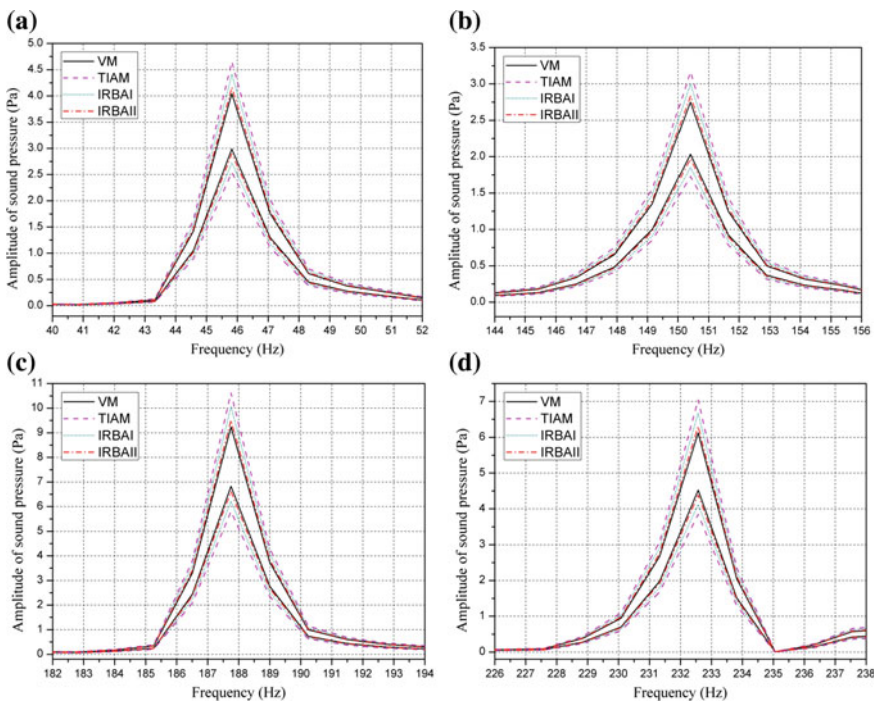 (a)
5.0
4.5
4.0
3.5
3.0
2.5
2.0
1.5
1.0
0.5
0.0
Amplitude of sound pressure (Pa)
VM
TIAM
IRBAI
IRBAII
40 41 42 43 44 45 46 47 48 49 50 51 52
Frequency (Hz)
(b)
3.5
3.0
2.5
2.0
1.5
1.0
0.5
0.0
Amplitude of sound pressure (Pa)
VM
TIAM
IRBAI
IRBAII
144 145 146 147 148 149 150 151 152 153 154 155 156
Frequency (Hz)
(c)
11
10
9
8
7
6
5
4
3
2
1
0
Amplitude of sound pressure (Pa)
VM
TIAM
IRBAI
IRBAII
182 183 184 185 186 187 188 189 190 191 192 193 194
Frequency (Hz)
(d)
7
6
5
4
3
2
1
0
Amplitude of sound pressure (Pa)
VM
TIAM
IRBAI
IRBAII
226 227 228 229 230 231 232 233 234 235 236 237 238
Frequency (Hz)